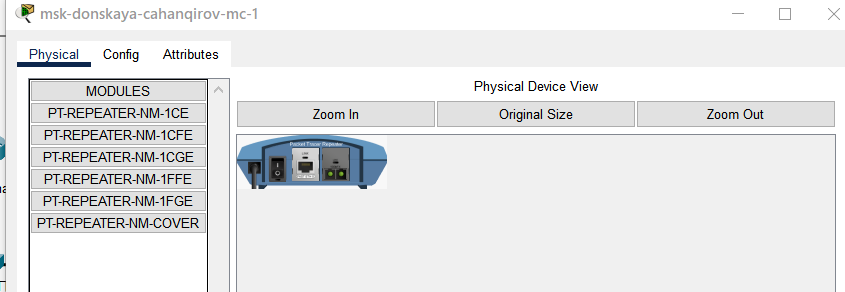 msk-donskaya-cahanqirov-mc-1
Physical Config Attributes
MODULES
PT-REPEATER-NM-1CE
PT-REPEATER-NM-1CFE
PT-REPEATER-NM-1CGE
PT-REPEATER-NM-1FFE
PT-REPEATER-NM-1FGE
PT-REPEATER-NM-COVER
Physical Device View
Zoom In Original Size Zoom Out
Packet Tracer Repeater